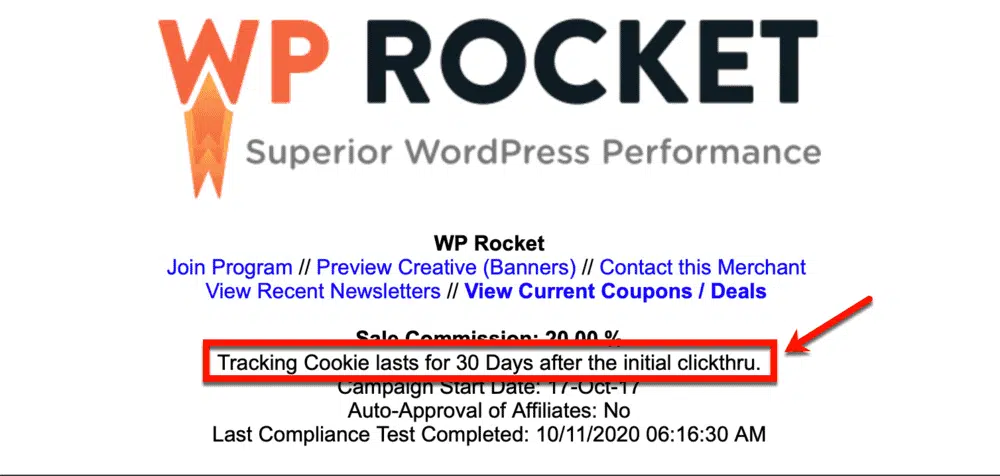 WP ROCKET
Superior WordPress Performance
WP Rocket
Join Program // Preview Creative (Banners) // Contact this Merchant
View Recent Newsletters // View Current Coupons / Deals
Sale Commission: 20.00 %
Tracking Cookie lasts for 30 Days after the initial clickthru.
Campaign Start Date: 17-Oct-17
Auto-Approval of Affiliates: No
Last Compliance Test Completed: 10/11/2020 06:16:30 AM